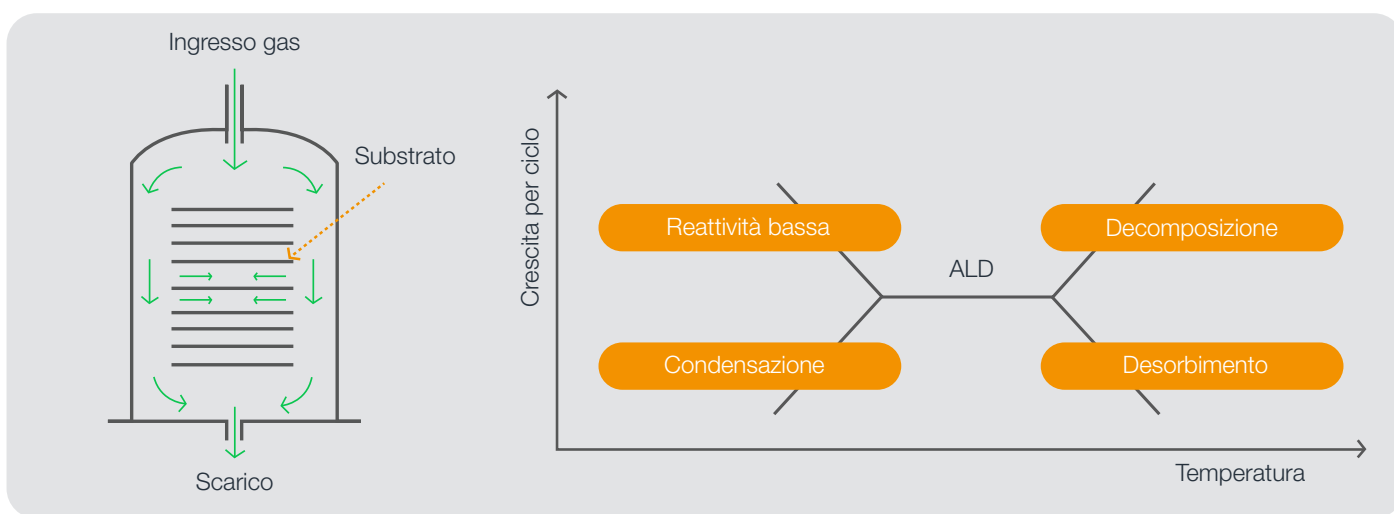 Ingresso gas
Substrato
Scarico
Crescita per ciclo
Reattività bassa
Decomposizione
ALD
Condensazione
Desorbimento
Temperatura